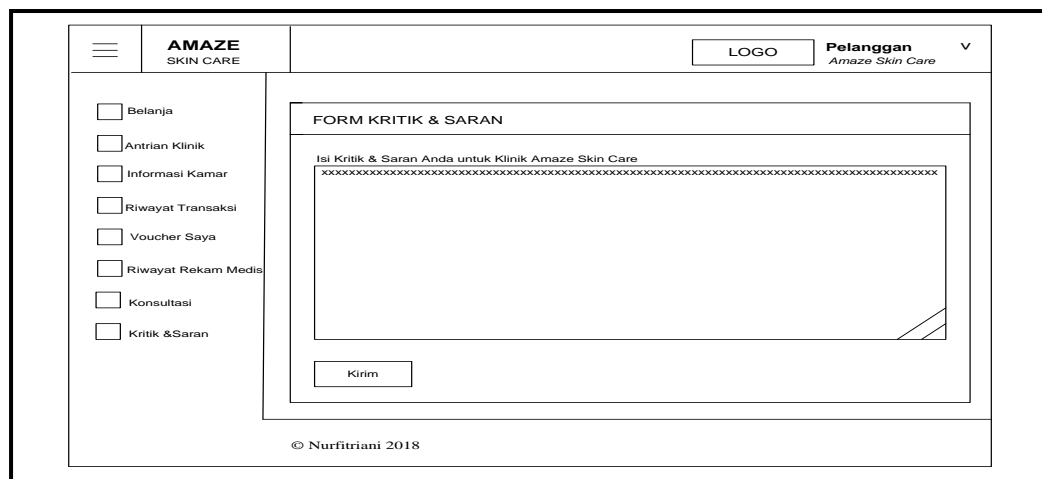 AMAZE
SKIN CARE
LOGO
Pelanggan
V
Amaze Skin Care
Belanja
Antrian Klinik
Informasi Kamar
Riwayat Transaksi
Voucher Saya
Riwayat Rekam Medis
Konsultasi
Kritik &Saran
FORM KRITIK & SARAN
Isi Kritik & Saran Anda untuk Klinik Amaze Skin Care
xxxxxxxxxxxxxxxxxxxxxxxxxxxxxxxxxxxxxxxxxxxxxxxxxxxxxxxxxxxxxxxxxxxxxxxxxxxxxxxxxxxxxxxxxx
Kirim
© Nurfitriani 2018